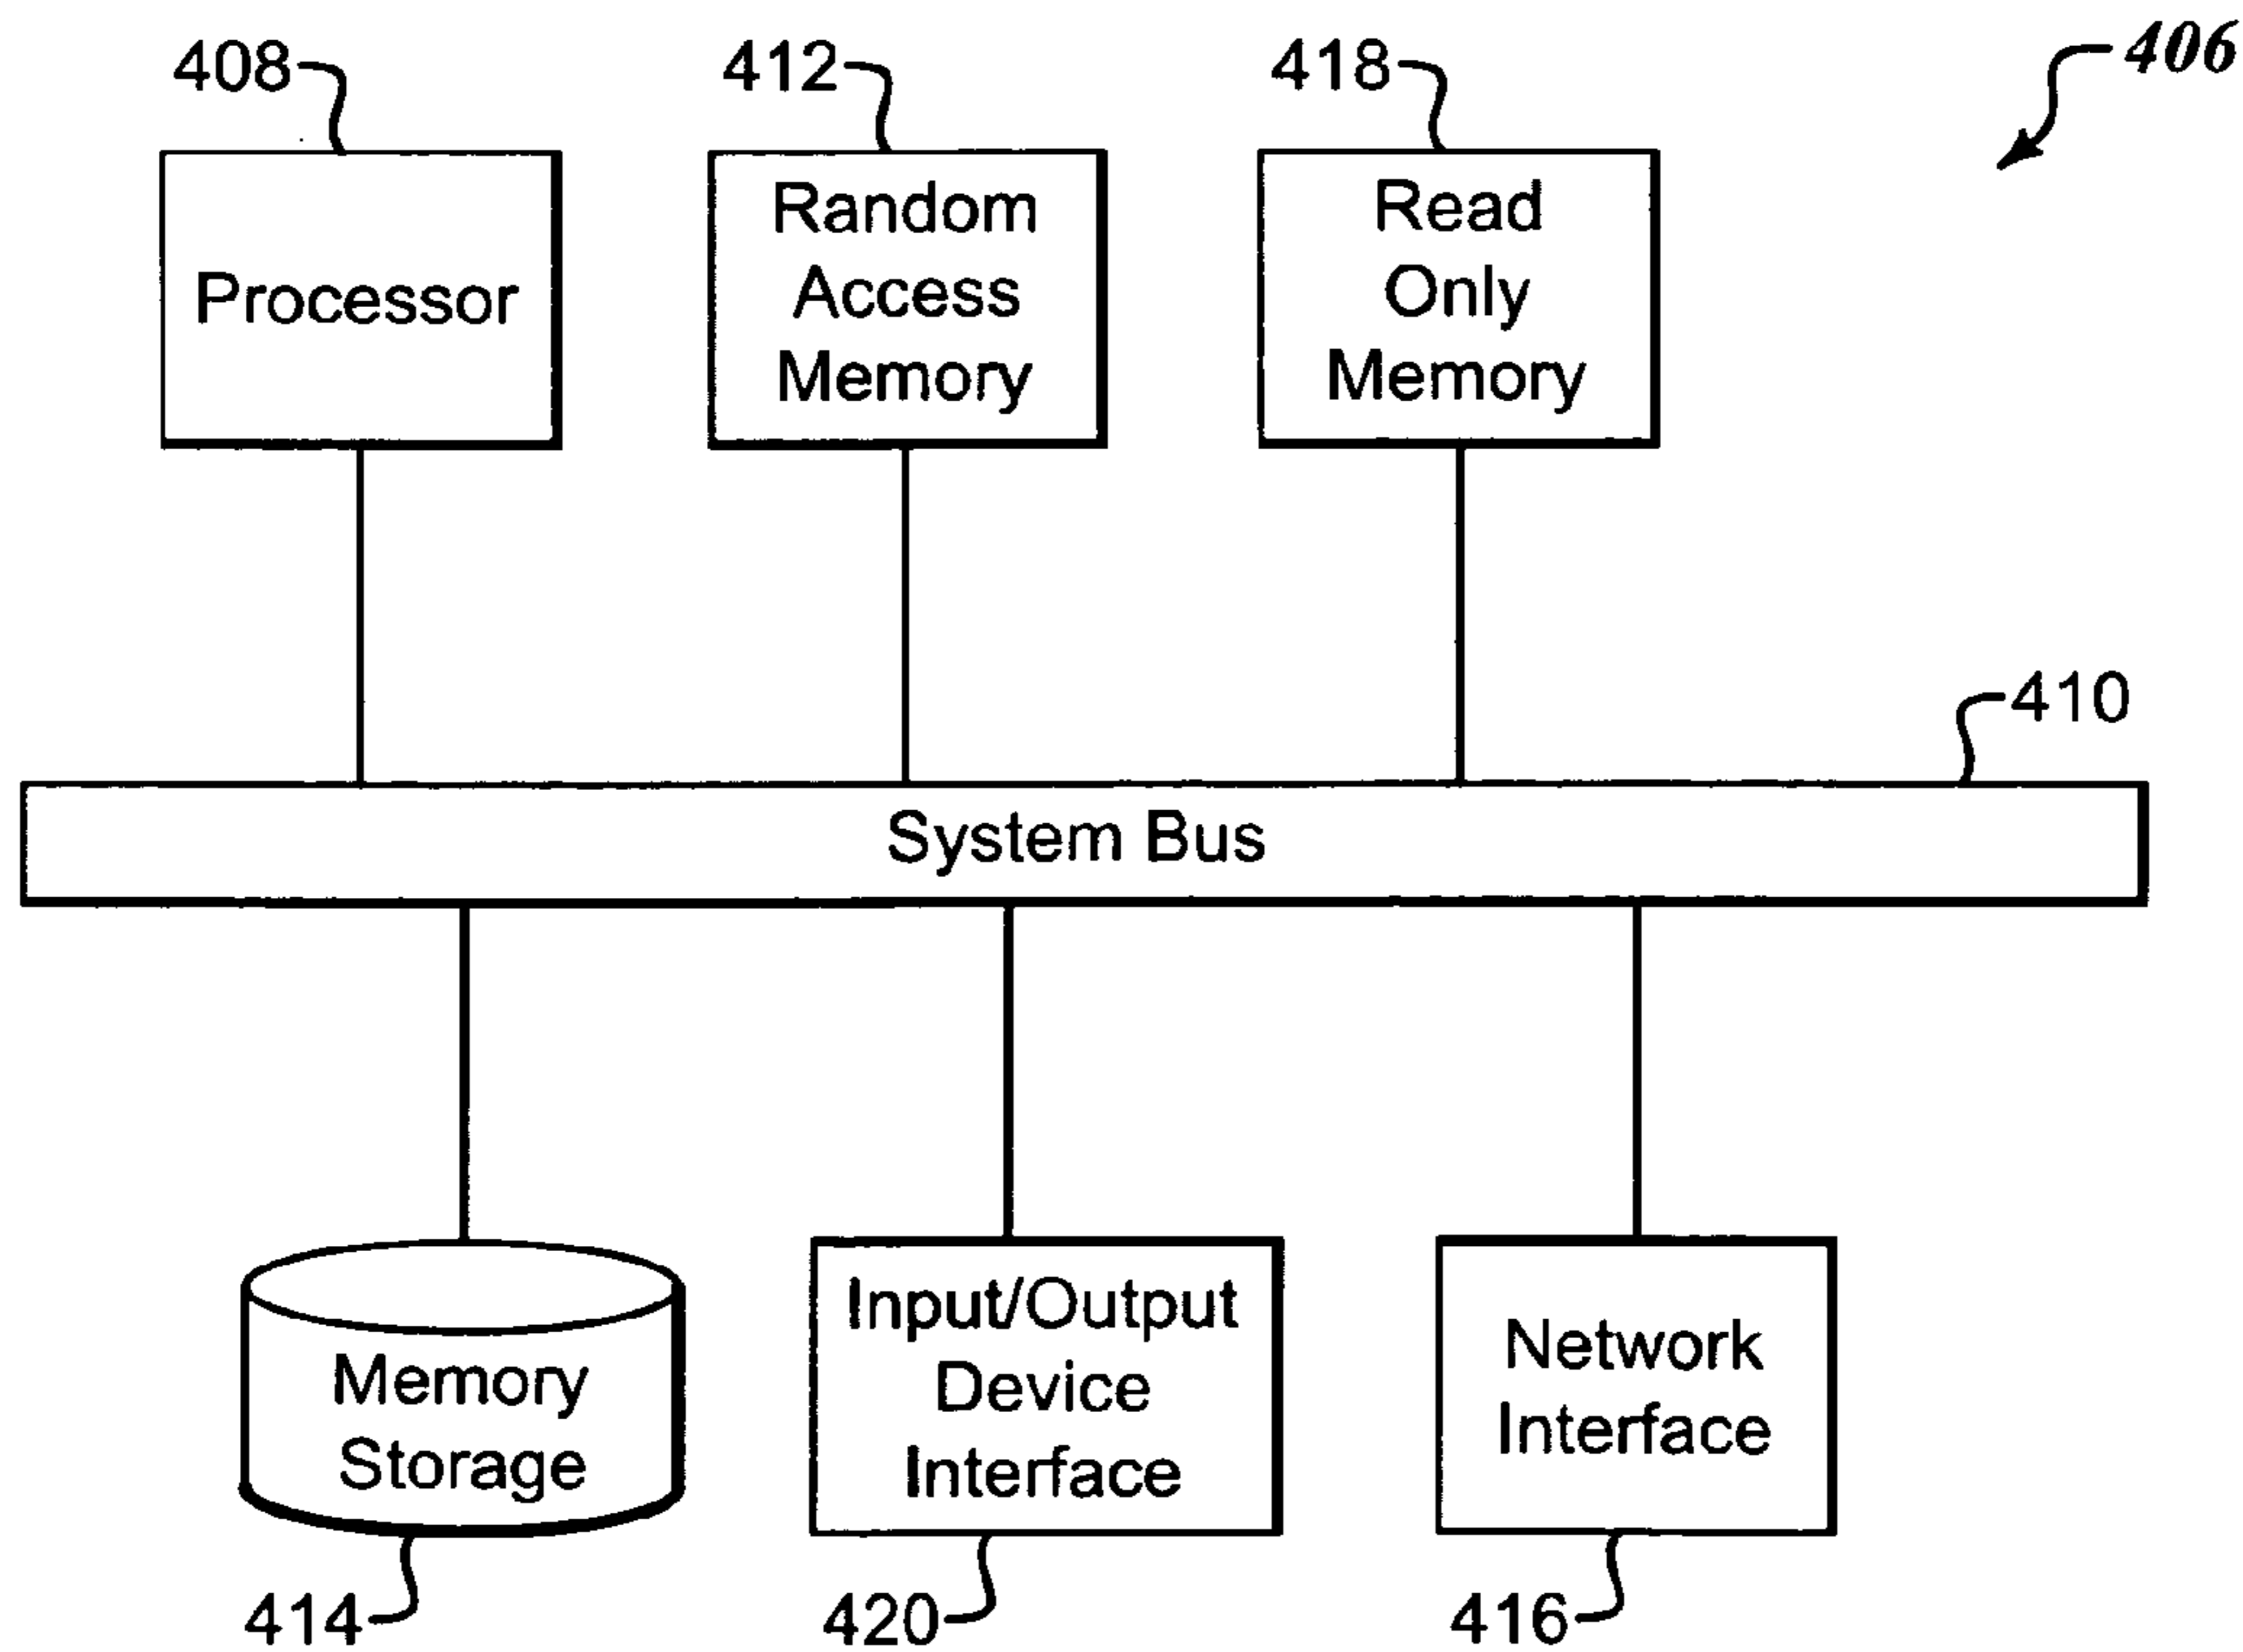 408
412
418
406
Processor
Random
Access
Memory
Read
Only
Memory
410
System Bus
Memory
Storage
Input/Output
Device
Interface
Network
Interface
414
420
416